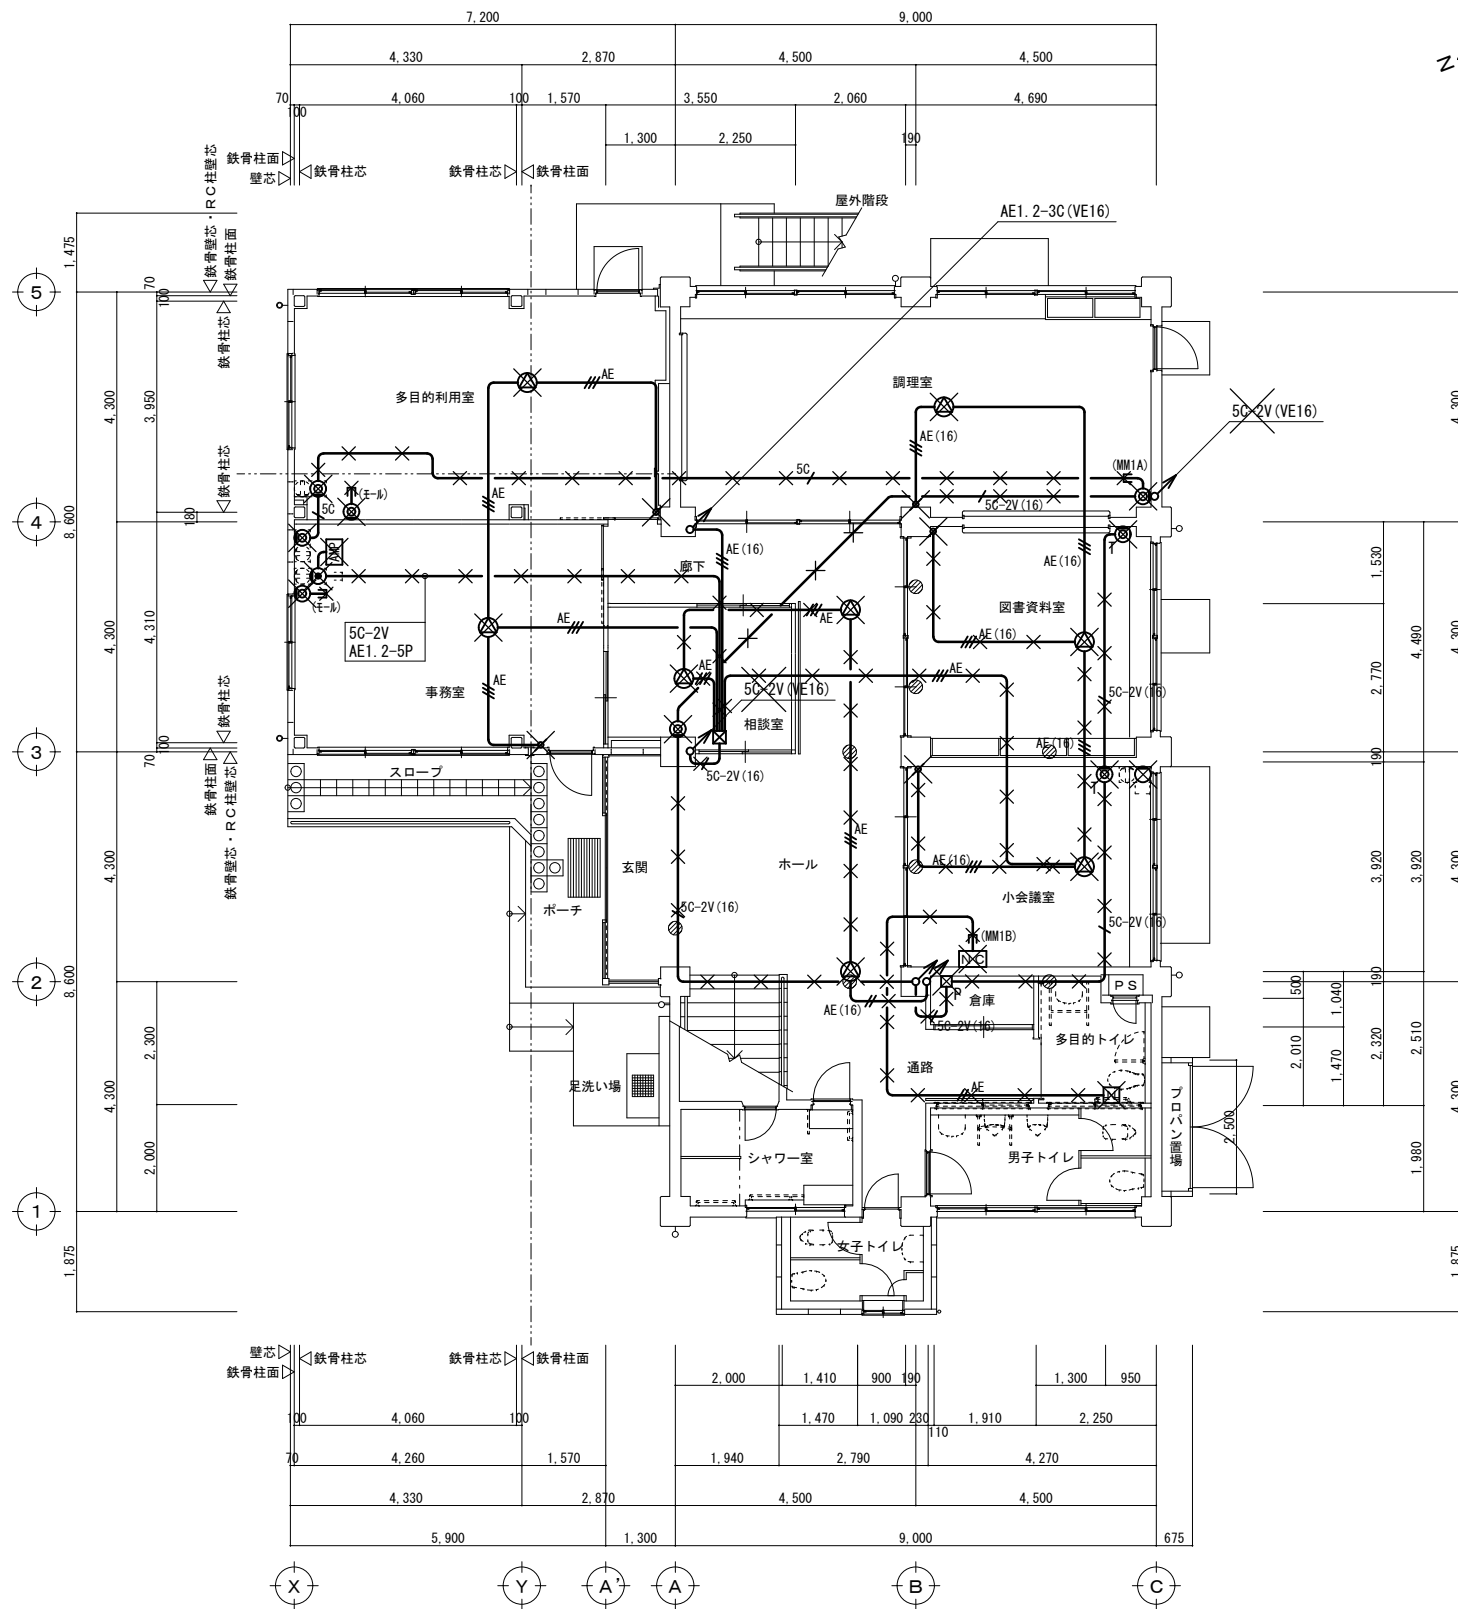 7,200
9,000
4,330
2,870
4,500
4,500
70
100
4,060
100
1,570
3,550
2,060
4,690
1,300
2,250
190
鉄骨柱面
壁芯
鉄骨柱芯
鉄骨柱芯
鉄骨柱面
鉄骨壁芯・RC柱壁芯
鉄骨柱面
屋外階段
AE1.2-3C(VE16)
1,475
70
100
5
鉄骨柱芯
多目的利用室
AE
調理室
5C-2V(VE16)
AE(16)
4,300
3,950
4,300
鉄骨柱芯
5C
(MM1A)
AE
(モール)
5C
5C-2V(16)
180
4
8,600
AMP
AE(16)
廊下
AE(16)
1,530
図書資料室
(モール)
AE
AE
5C-2V
AE1.2-5P
AE(16)
4,300
4,310
4,490
4,300
2,770
AE
AE
5C-2V(VE16)
5C-2V(16)
鉄骨柱芯
AE
事務室
相談室
AE(16)
100
70
3
190
スロープ
5C-2V(16)
鉄骨柱面
鉄骨壁芯・RC柱壁芯
AE
玄関
ホール
AE(16)
4,300
3,920
3,920
4,300
小会議室
ポーチ
5C-2V(16)
5C-2V(16)
(MM1B)
NC
2
8,600
190
500
PS
P
倉庫
AE(16)
5C-2V(16)
1,040
多目的トイレ
2,300
2,010
1,470
2,320
2,510
通路
足洗い場
AE
4,300
4,300
プロパン置場
2,500
2,000
シャワー室
男子トイレ
1,980
1
女子トイレ
1,875
1,875
壁芯
鉄骨柱面
鉄骨柱芯
鉄骨柱芯
鉄骨柱面
2,000
1,410
900
190
1,300
950
100
4,060
100
1,470
1,090
230
1,910
2,250
110
70
4,260
1,570
1,940
2,790
4,270
4,330
2,870
4,500
4,500
5,900
1,300
9,000
675
X
Y
A'
A
B
C